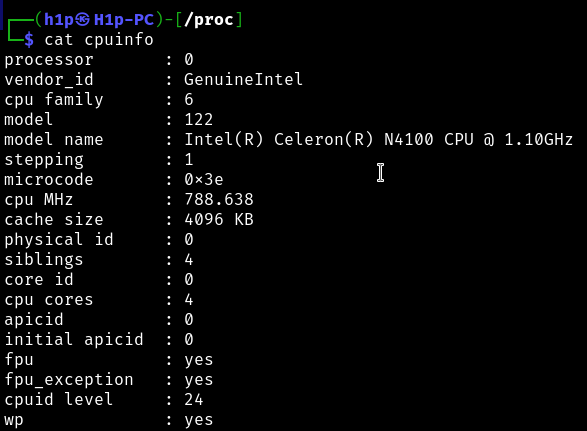 ┌──(h1p㉿H1p-PC)-[/proc]
└─$ cat cpuinfo
processor       : 0
vendor_id       : GenuineIntel
cpu family      : 6
model           : 122
model name      : Intel(R) Celeron(R) N4100 CPU @ 1.10GHz
stepping        : 1
microcode       : 0×3e
cpu MHz         : 788.638
cache size      : 4096 KB
physical id     : 0
siblings        : 4
core id         : 0
cpu cores       : 4
apicid          : 0
initial apicid  : 0
fpu             : yes
fpu_exception   : yes
cpuid level     : 24
wp              : yes